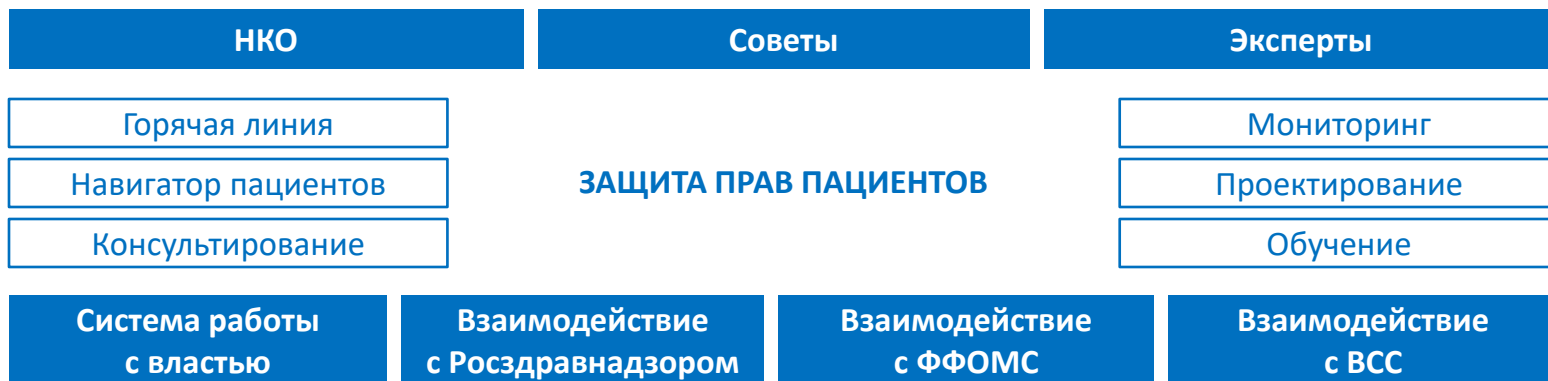 НКО
Советы
Эксперты
Горячая линия
Навигатор пациентов
Консультирование
ЗАЩИТА ПРАВ ПАЦИЕНТОВ
Мониторинг
Проектирование
Обучение
Система работы
с властью
Взаимодействие
с Росздравнадзором
Взаимодействие
с ФФОМС
Взаимодействие
с ВСС